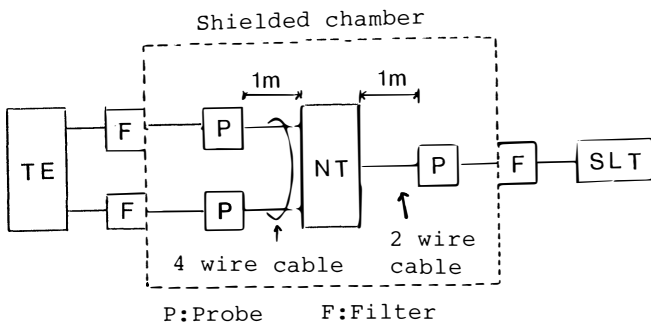 Shielded chamber
1m 1m
F P
TE NT P F SLT
F P
4 wire cable
2 wire
cable
P:Probe F:Filter